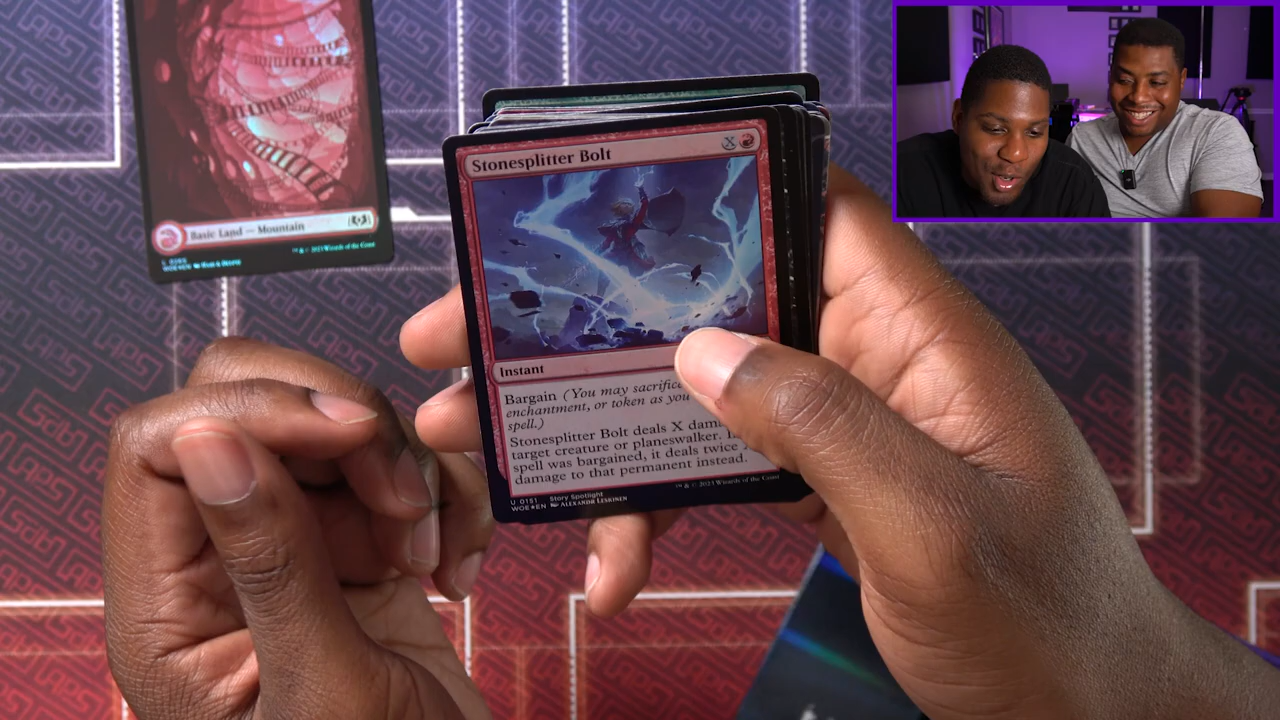 Basic Land — Mountain
™ & © 2023 Wizards of the Coast
Stonesplitter Bolt X
Instant
Bargain (You may sacrifice
enchantment, or token as you
spell.)
Stonesplitter Bolt deals X
target creature or planeswalker.
spell was bargained, it deals twice
damage to that permanent instead.
U 0151 Story Spotlight
WOE EN ALEXANDR LESKINEN
™ & © 2023 Wizards of the Coast